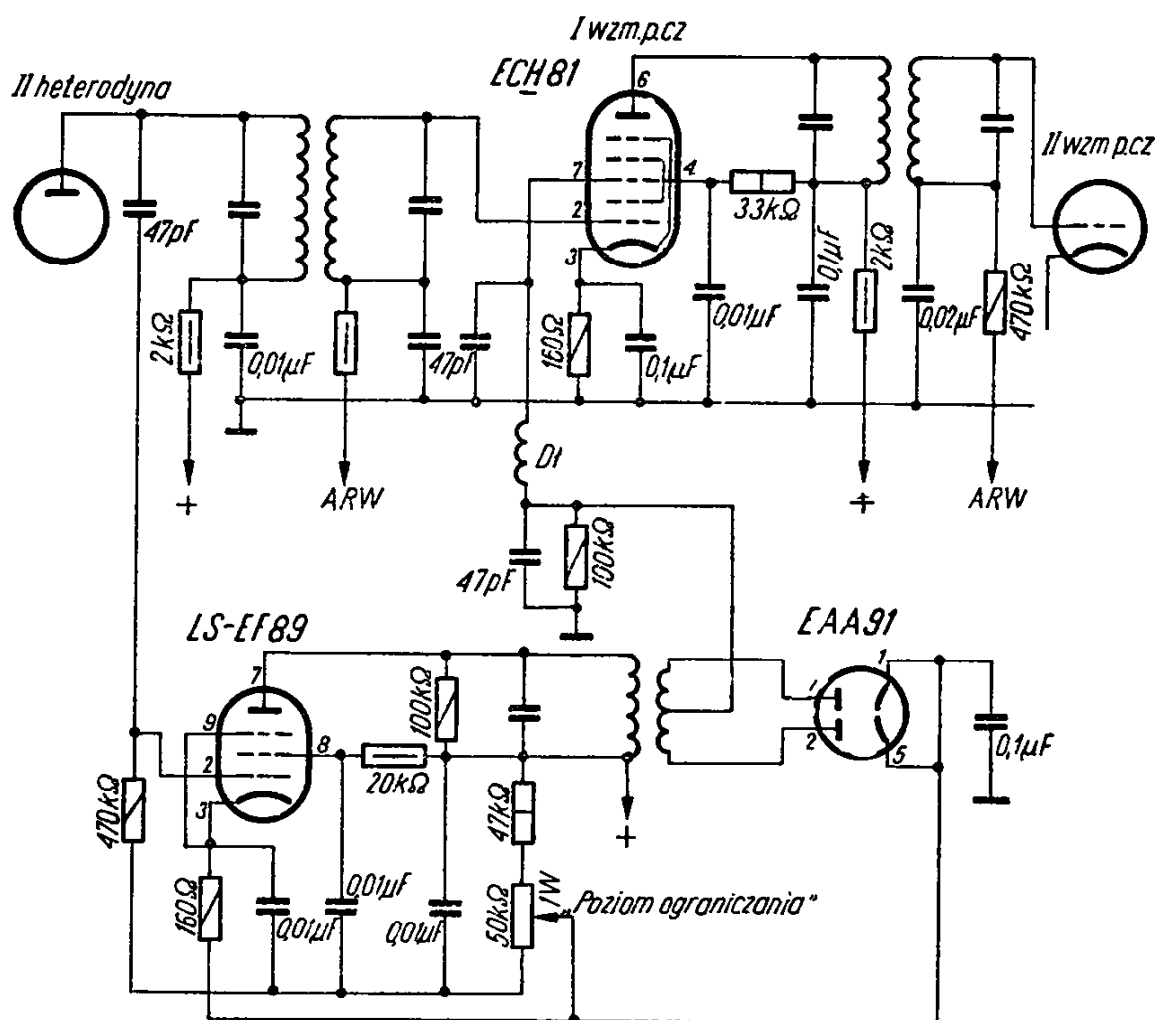 I wzm.p.cz
II heterodyna
ECH81
6
II wzm p.cz
7
4
2
33kΩ
47pF
3
2kΩ
0,01μF
47pF
160Ω
0,1μF
0,01μF
0,1μF
2kΩ
0,02μF
470kΩ
+
ARW
D1
+
ARW
47pF
100kΩ
LS-EF89
EAA91
7
100kΩ
1
9
8
2
2
20kΩ
5
0,1μF
470kΩ
3
47kΩ
+
160Ω
0,01μF
0,01μF
0,01μF
50kΩ
1W
„Poziom ograniczania"